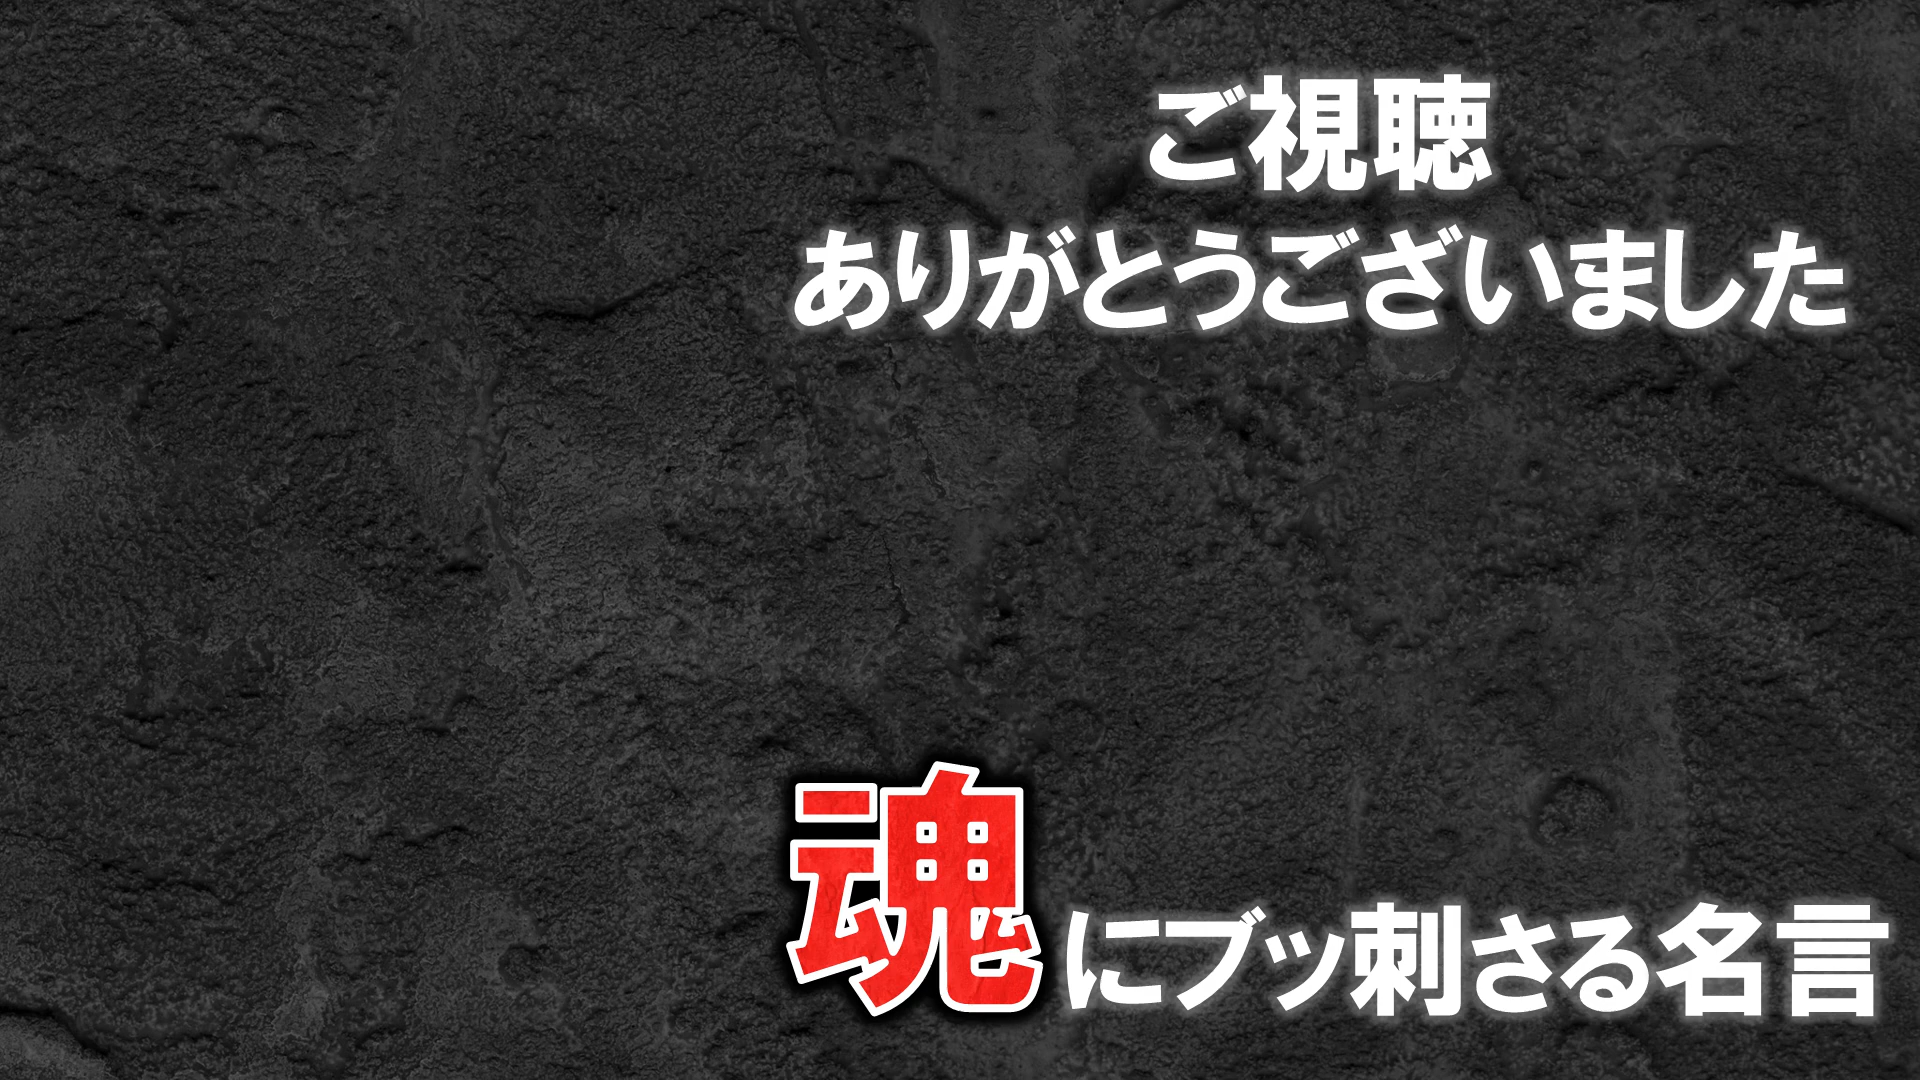 ご視聴
ありがとうございました
魂にブッ刺さる名言